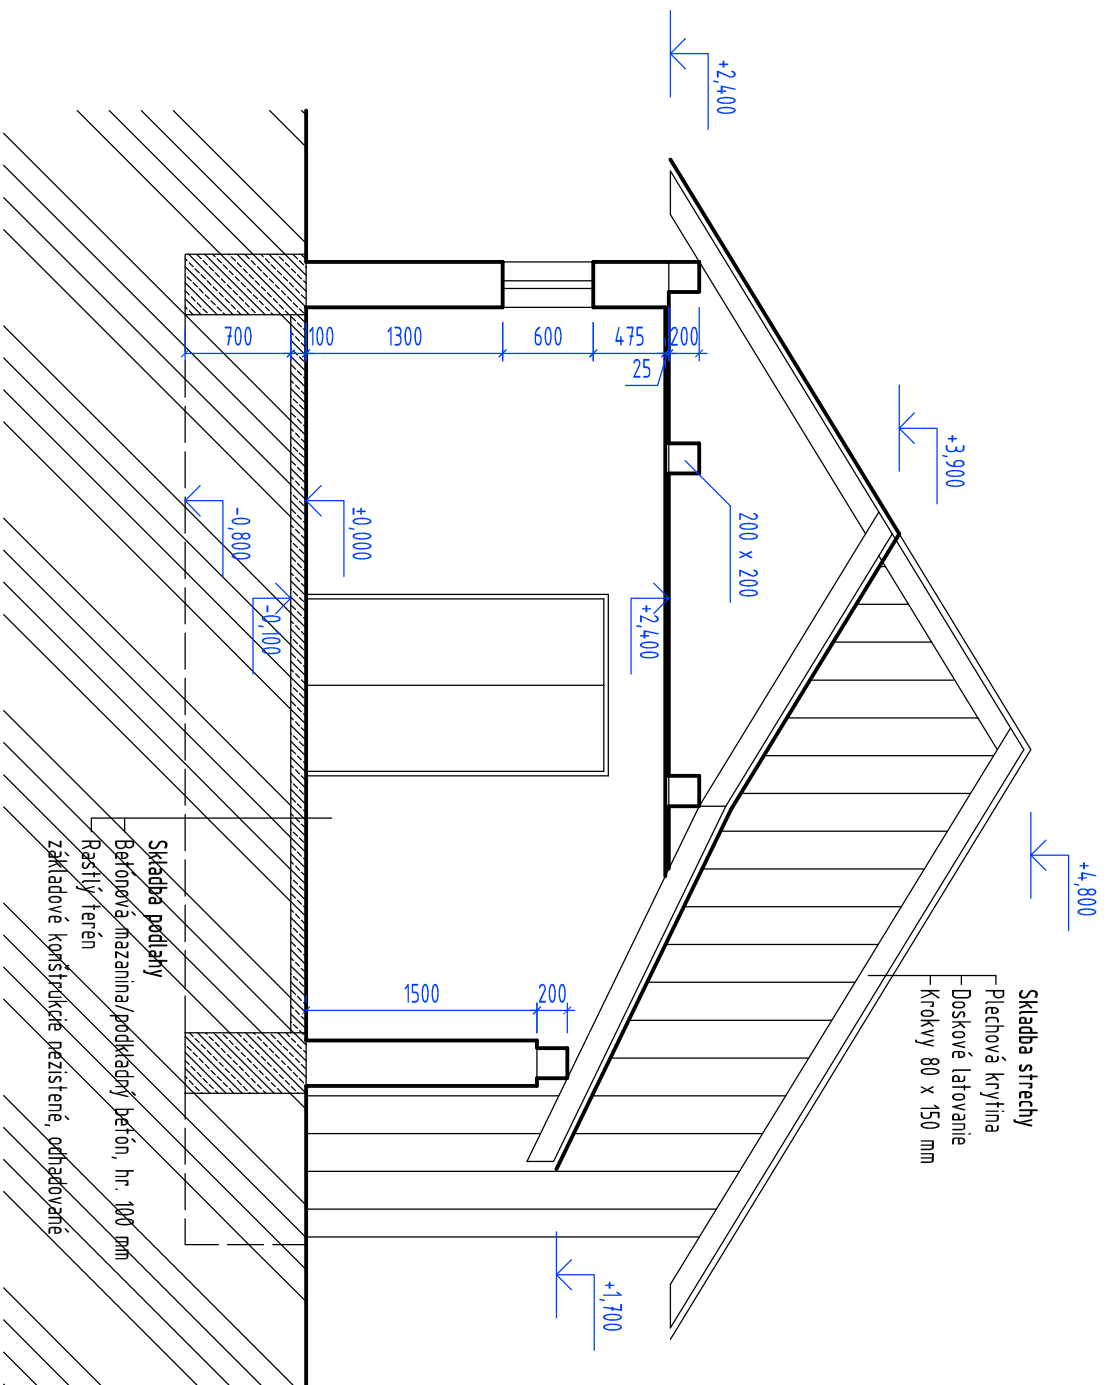 +4,800
+3,900
+2,400
Skladba strechy
Plechová krytina
Doskové latovanie
Krokvy 80 x 150 mm
200 x 200
+2,400
200
25
475
600
1300
100
700
+1,700
200
1500
±0,000
-0,100
-0,800
Skladba podlahy
Betónová mazanina/podkladný betón, hr. 100 mm
Rastlý terén
základové konštrukcie nezistené, odhadované